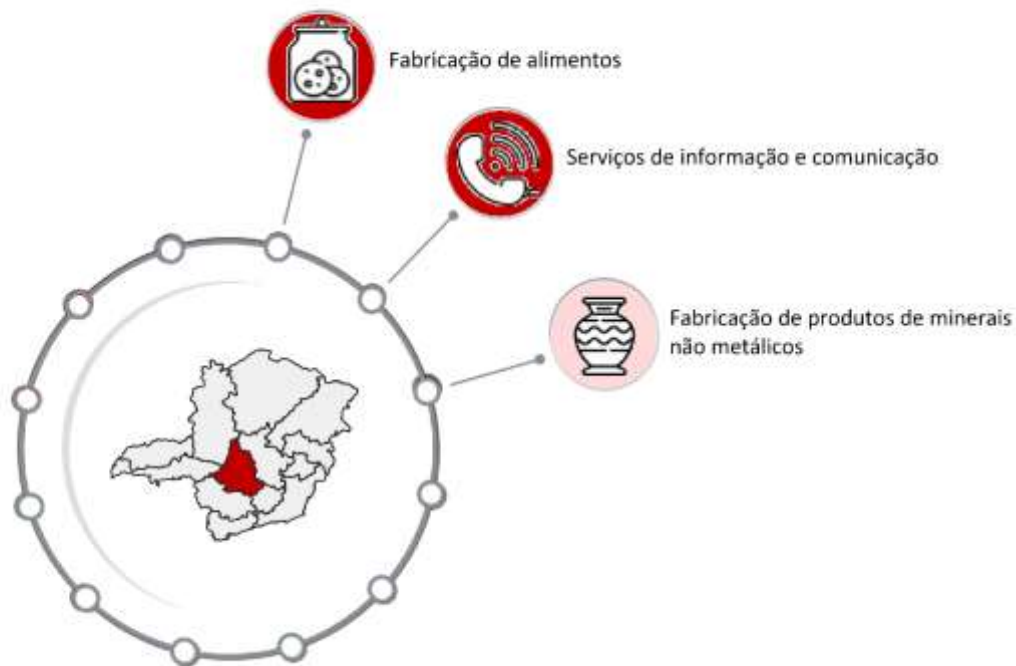 Fabricação de alimentos
Serviços de informação e comunicação
Fabricação de produtos de minerais
não metálicos